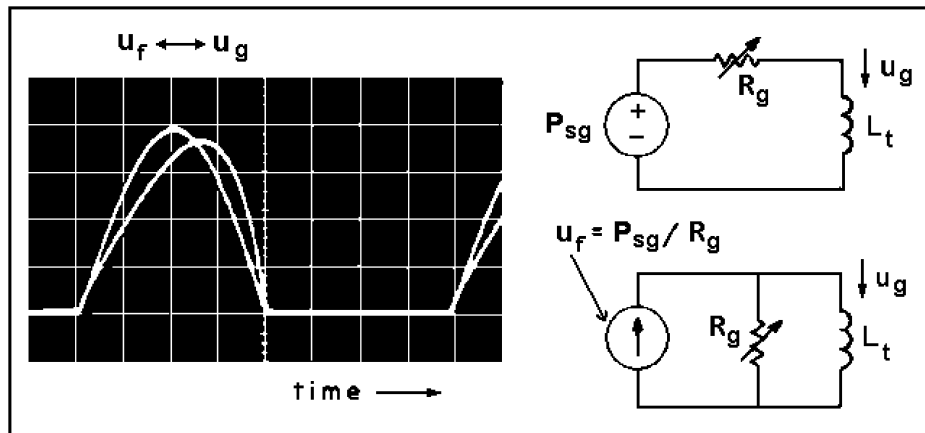 u_f ←→ u_g
time →
P_sg
+
−
R_g
u_g
L_t
u_f = P_sg / R_g
R_g
u_g
L_t